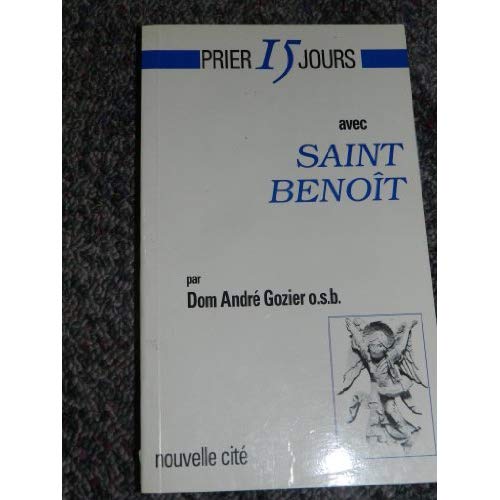 PRIER 15 JOURS
avec
SAINT
BENOÎT
par
Dom André Gozier o.s.b.
nouvelle cité